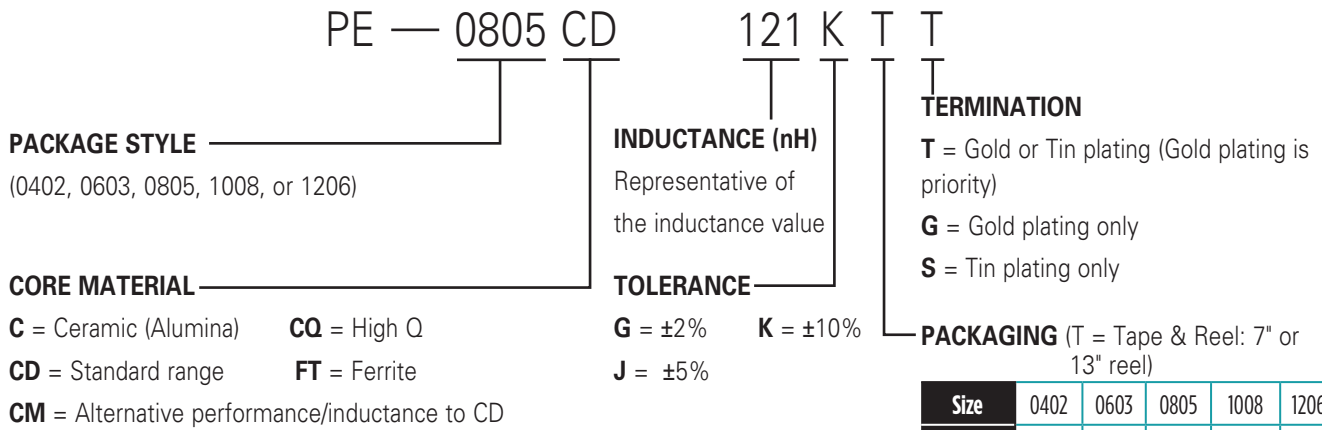 PE — 0805 CD 121 K T T
PACKAGE STYLE
(0402, 0603, 0805, 1008, or 1206)
CORE MATERIAL
C = Ceramic (Alumina) CQ = High Q
CD = Standard range FT = Ferrite
CM = Alternative performance/inductance to CD
INDUCTANCE (nH)
Representative of
the inductance value
TOLERANCE
G = ±2% K = ±10%
J = ±5%
TERMINATION
T = Gold or Tin plating (Gold plating is
priority)
G = Gold plating only
S = Tin plating only
PACKAGING (T = Tape & Reel: 7" or
13" reel)
Size 0402 0603 0805 1008 1206